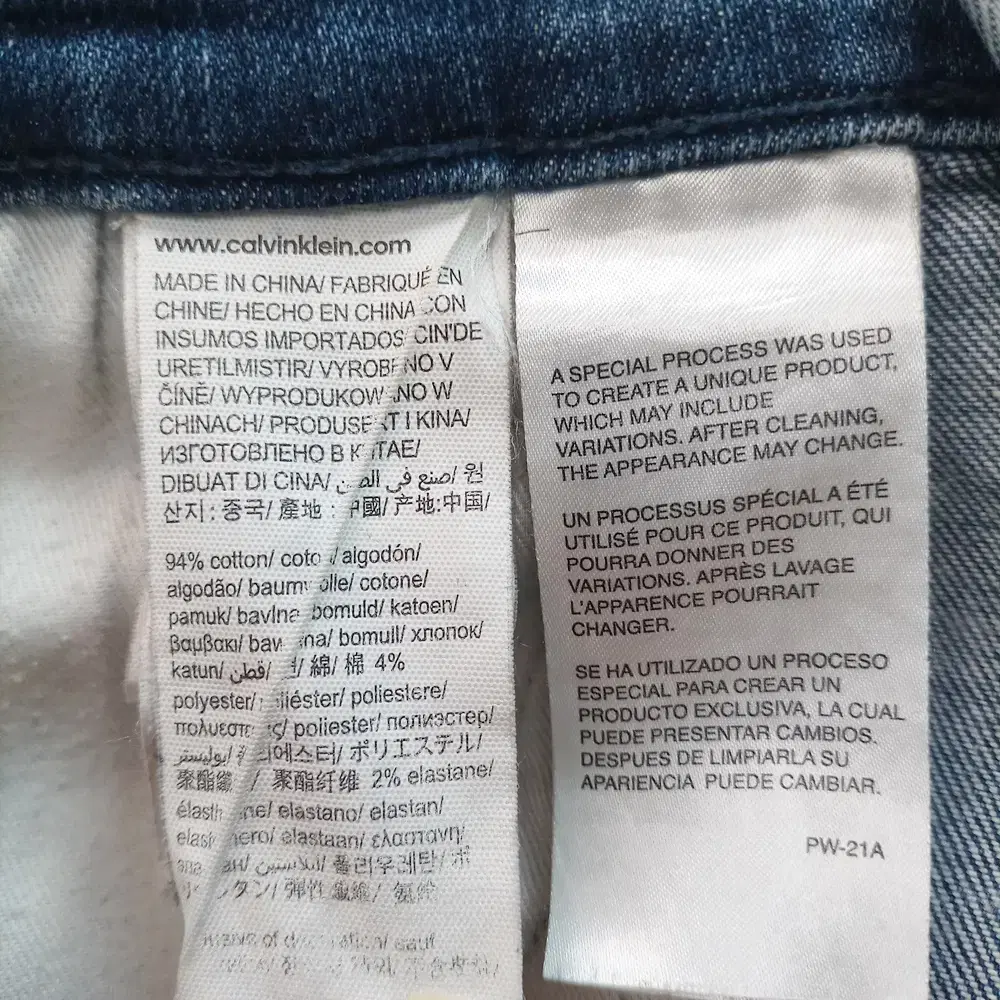 www.calvinklein.com
MADE IN CHINA/ FABRIQUÉ EN
CHINE/ HECHO EN CHINA CON
INSUMOS IMPORTADOS/ CIN'DE
URETILMISTIR/ VYROBENO V
ČÍNĚ/ WYPRODUKOWANO W
CHINACH/ PRODUSERT I KINA/
ИЗГОТОВЛЕНО В КИТАЕ/
DIBUAT DI CINA/ صنع في الصين/ 원
산지 : 중국/ 產地 : 中國/ 产地:中国/
94% cotton/ coton/ algodón/
algodão/ baumwolle/ cotone/
pamuk/ bavlna/ bomuld/ katoen/
βαμβακι/ bavlna/ bomull/ хлопок/
katun/ قطن/ 면/ 綿/ 棉 4%
polyester/ poliéster/ poliestere/
πολυεστερας/ poliester/ полиэстер/
بوليستر/ 폴리에스터/ ポリエステル/
聚酯纖維/ 聚酯纤维 2% elastane/
élasthanne/ elastano/ elastan/
elastomero/ elastaan/ ελαστανη/
폴리우레탄/ ポ
弾性
of decoration/ sauf
A SPECIAL PROCESS WAS USED
TO CREATE A UNIQUE PRODUCT,
WHICH MAY INCLUDE
VARIATIONS. AFTER CLEANING,
THE APPEARANCE MAY CHANGE.
UN PROCESSUS SPÉCIAL A ÉTÉ
UTILISÉ POUR CE PRODUIT, QUI
POURRA DONNER DES
VARIATIONS. APRÈS LAVAGE
L'APPARENCE POURRAIT
CHANGER.
SE HA UTILIZADO UN PROCESO
ESPECIAL PARA CREAR UN
PRODUCTO EXCLUSIVA, LA CUAL
PUEDE PRESENTAR CAMBIOS.
DESPUES DE LIMPIARLA SU
APARIENCIA PUEDE CAMBIAR.
PW-21A